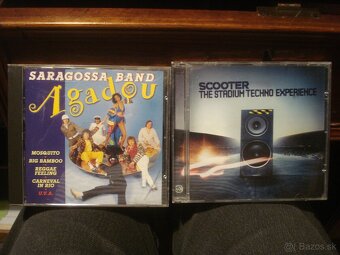 SARAGOSSA BAND
Agadou
MOSQUITO
BIG BAMBOO
REGGAE
FEELING
CARNEVAL
IN RIO
U.V.A.
SCOOTER
THE STADIUM TECHNO EXPERIENCE
© Bazos.sk